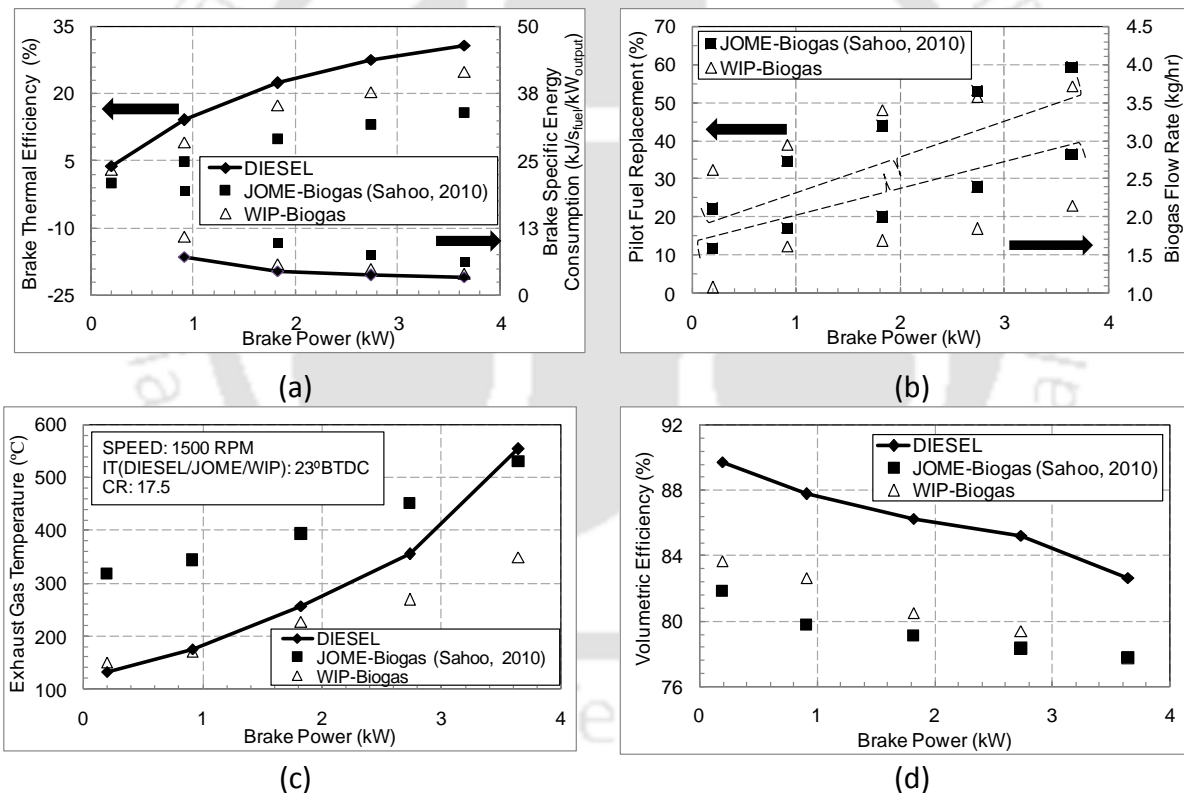 35
20
5
-10
-25
Brake Thermal Efficiency (%)
50
38
25
13
0
Brake Specific Energy
Consumption (kJ/s_fuel/kW_output)
DIESEL
JOME-Biogas (Sahoo, 2010)
WIP-Biogas
0 1 2 3 4
Brake Power (kW)
(a)
70
60
50
40
30
20
10
0
Pilot Fuel Replacement (%)
4.5
4.0
3.5
3.0
2.5
2.0
1.5
1.0
Biogas Flow Rate (kg/hr)
JOME-Biogas (Sahoo, 2010)
WIP-Biogas
0 1 2 3 4
Brake Power (kW)
(b)
600
500
400
300
200
100
Exhaust Gas Temperature (℃)
SPEED: 1500 RPM
IT(DIESEL/JOME/WIP): 23⁰BTDC
CR: 17.5
DIESEL
JOME-Biogas (Sahoo, 2010)
WIP-Biogas
0 1 2 3 4
Brake Power (kW)
(c)
92
88
84
80
76
Volumetric Efficiency (%)
DIESEL
JOME-Biogas (Sahoo, 2010)
WIP-Biogas
0 1 2 3 4
Brake Power (kW)
(d)